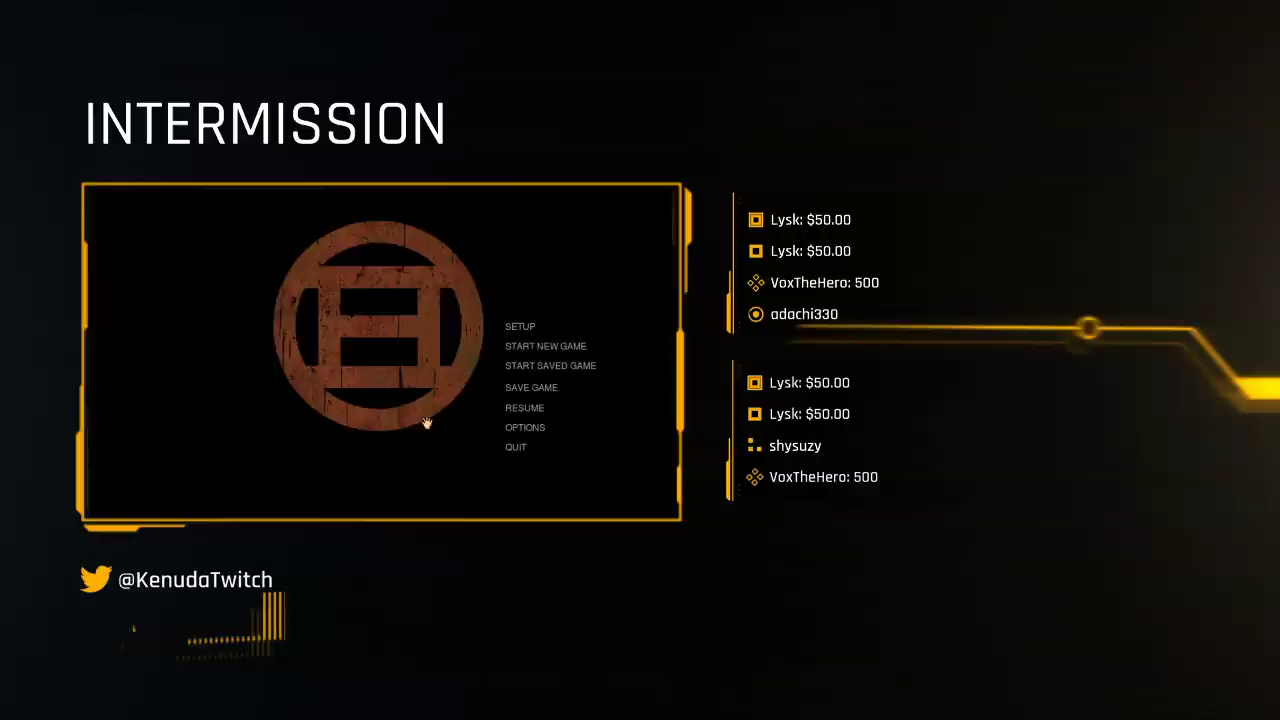 INTERMISSION
SETUP
START NEW GAME
START SAVED GAME
SAVE GAME
RESUME
OPTIONS
QUIT
Lysk: $50.00
Lysk: $50.00
VoxTheHero: 500
adachi330
Lysk: $50.00
Lysk: $50.00
shysuzy
VoxTheHero: 500
@KenudaTwitch